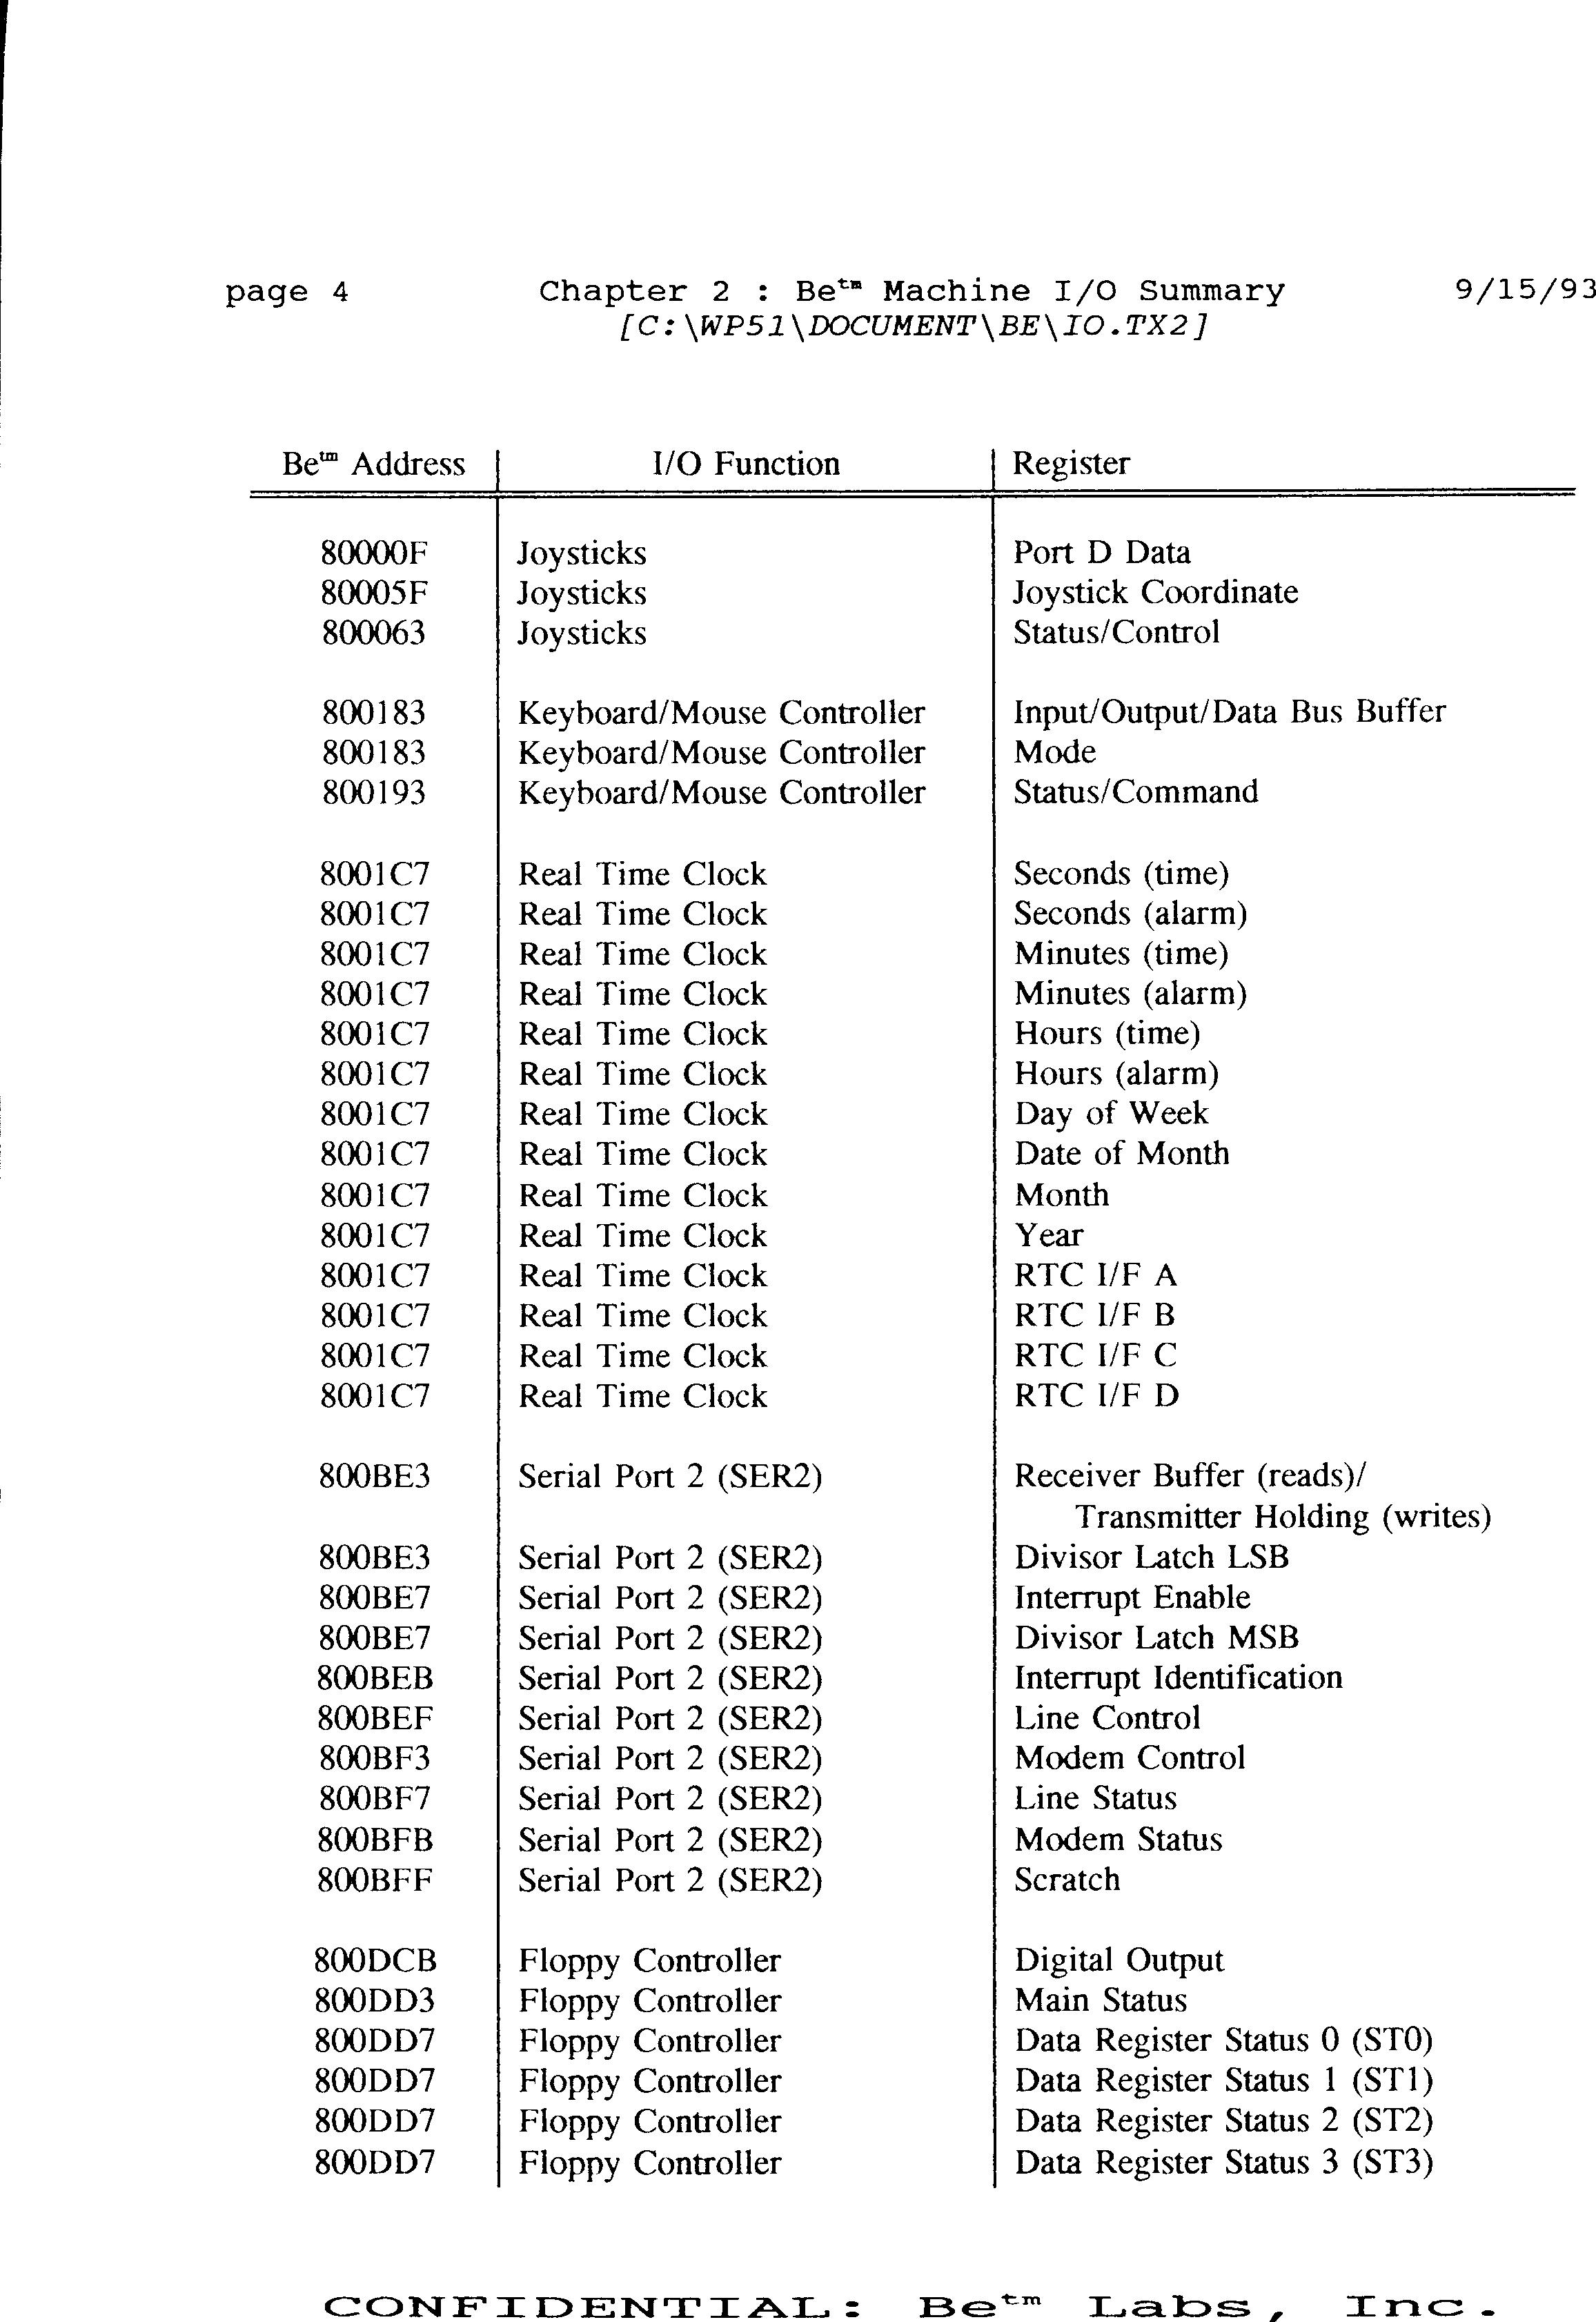 page 4 Chapter 2 : Be™ Machine I/O Summary 9/15/93
[C:\WP51\DOCUMENT\BE\IO.TX2]
Be™ Address I/O Function Register
80000F Joysticks Port D Data
80005F Joysticks Joystick Coordinate
800063 Joysticks Status/Control
800183 Keyboard/Mouse Controller Input/Output/Data Bus Buffer
800183 Keyboard/Mouse Controller Mode
800193 Keyboard/Mouse Controller Status/Command
8001C7 Real Time Clock Seconds (time)
8001C7 Real Time Clock Seconds (alarm)
8001C7 Real Time Clock Minutes (time)
8001C7 Real Time Clock Minutes (alarm)
8001C7 Real Time Clock Hours (time)
8001C7 Real Time Clock Hours (alarm)
8001C7 Real Time Clock Day of Week
8001C7 Real Time Clock Date of Month
8001C7 Real Time Clock Month
8001C7 Real Time Clock Year
8001C7 Real Time Clock RTC I/F A
8001C7 Real Time Clock RTC I/F B
8001C7 Real Time Clock RTC I/F C
8001C7 Real Time Clock RTC I/F D
800BE3 Serial Port 2 (SER2) Receiver Buffer (reads)/
Transmitter Holding (writes)
800BE3 Serial Port 2 (SER2) Divisor Latch LSB
800BE7 Serial Port 2 (SER2) Interrupt Enable
800BE7 Serial Port 2 (SER2) Divisor Latch MSB
800BEB Serial Port 2 (SER2) Interrupt Identification
800BEF Serial Port 2 (SER2) Line Control
800BF3 Serial Port 2 (SER2) Modem Control
800BF7 Serial Port 2 (SER2) Line Status
800BFB Serial Port 2 (SER2) Modem Status
800BFF Serial Port 2 (SER2) Scratch
800DCB Floppy Controller Digital Output
800DD3 Floppy Controller Main Status
800DD7 Floppy Controller Data Register Status 0 (ST0)
800DD7 Floppy Controller Data Register Status 1 (ST1)
800DD7 Floppy Controller Data Register Status 2 (ST2)
800DD7 Floppy Controller Data Register Status 3 (ST3)
CONFIDENTIAL: Be™ Labs, Inc.